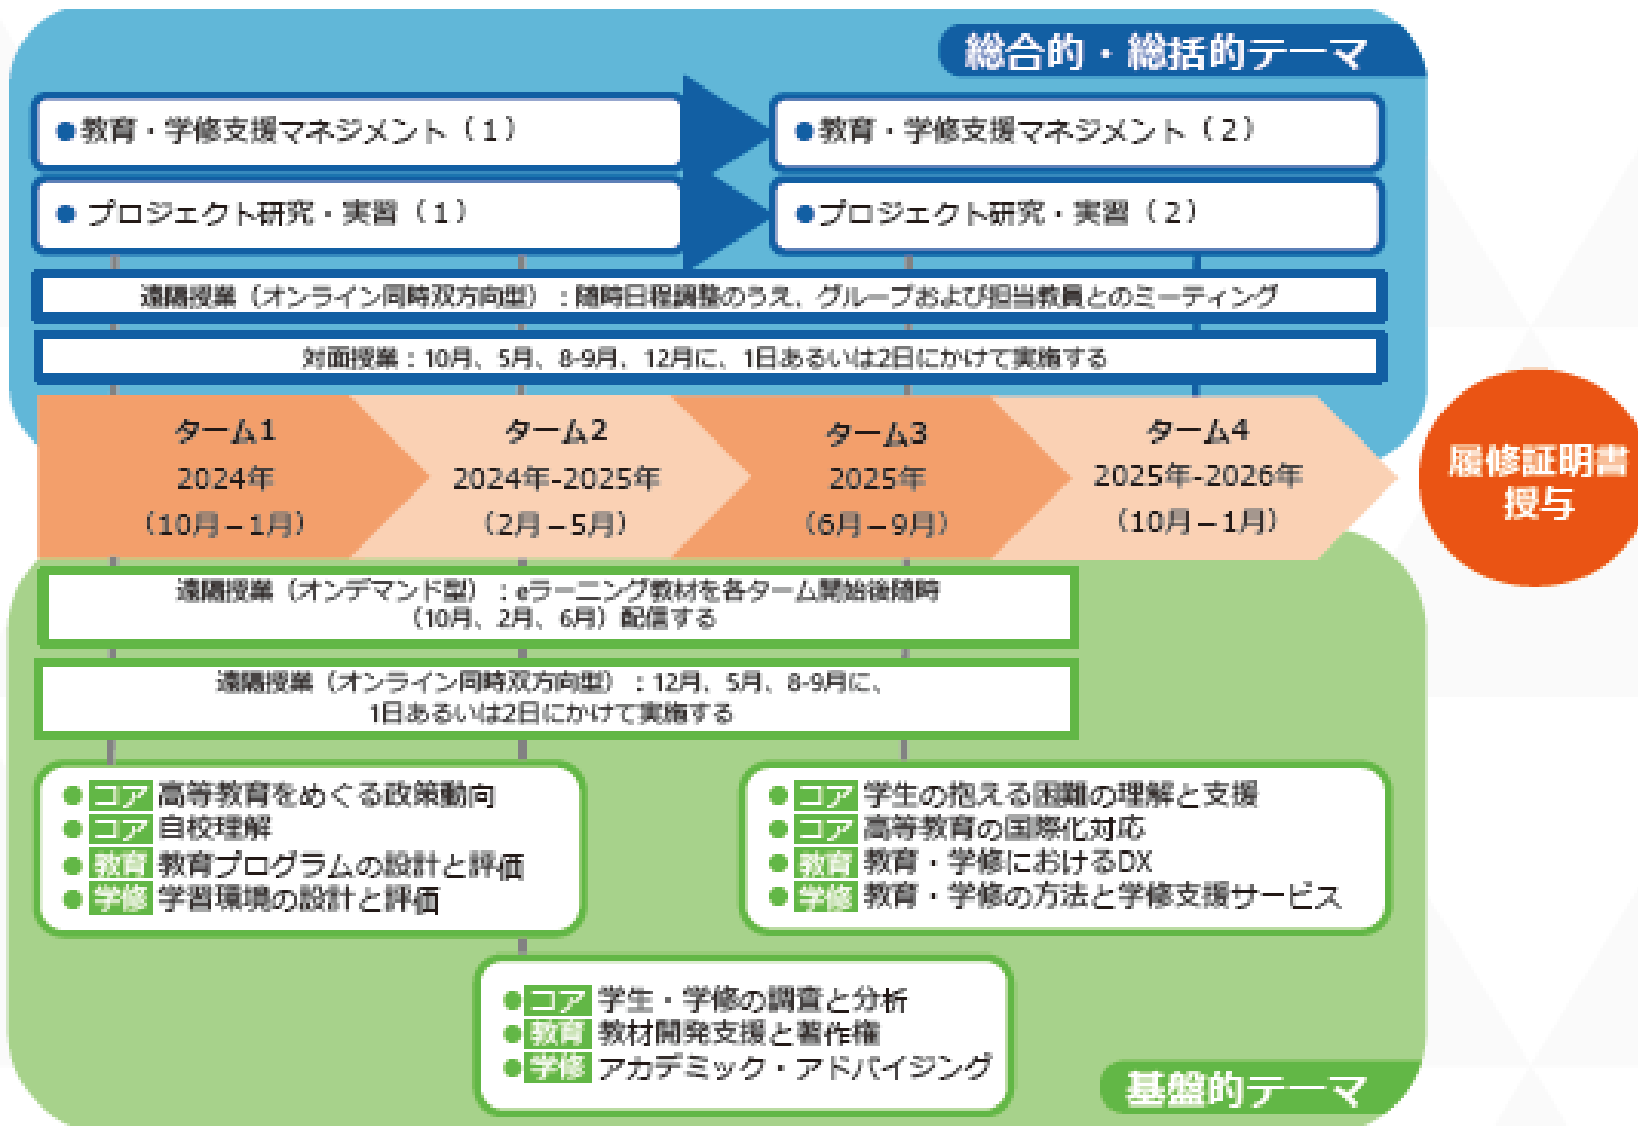 総合的・総括的テーマ
●教育・学修支援マネジメント（1）
●教育・学修支援マネジメント（2）
●プロジェクト研究・実習（1）
●プロジェクト研究・実習（2）
遠隔授業（オンライン同時双方向型）：随時日程調整のうえ、グループおよび担当教員とのミーティング
対面授業：10月、5月、8-9月、12月に、1日あるいは2日にかけて実施する
ターム1
2024年
（10月－1月）
ターム2
2024年-2025年
（2月－5月）
ターム3
2025年
（6月－9月）
ターム4
2025年-2026年
（10月－1月）
履修証明書
授与
遠隔授業（オンデマンド型）：eラーニング教材を各ターム開始後随時
（10月、2月、6月）配信する
遠隔授業（オンライン同時双方向型）：12月、5月、8-9月に、
1日あるいは2日にかけて実施する
●コア 高等教育をめぐる政策動向
●コア 自校理解
●教育 教育プログラムの設計と評価
●学修 学習環境の設計と評価
●コア 学生の抱える困難の理解と支援
●コア 高等教育の国際化対応
●教育 教育・学修におけるDX
●学修 教育・学修の方法と学修支援サービス
●コア 学生・学修の調査と分析
●教育 教材開発支援と著作権
●学修 アカデミック・アドバイジング
基盤的テーマ